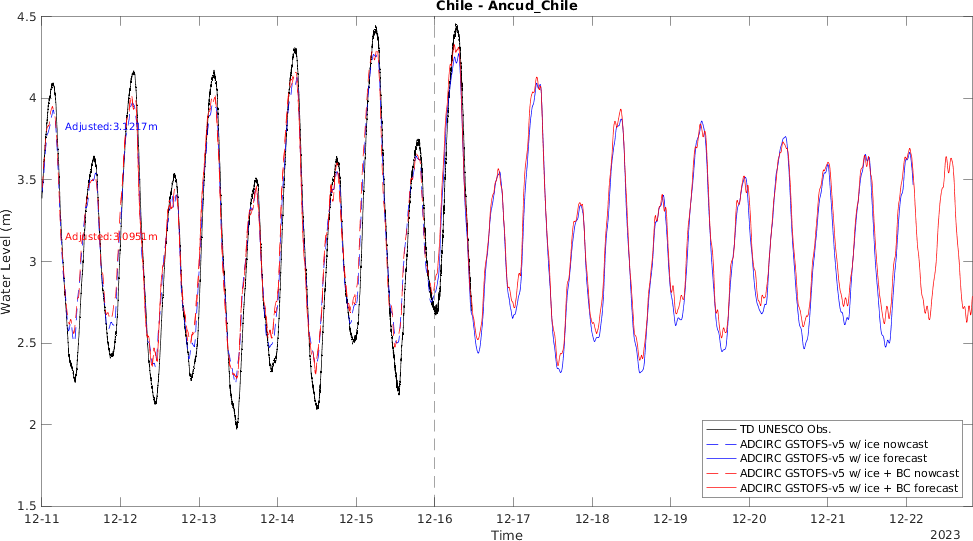 Chile - Ancud_Chile
4.5
4
3.5
3
2.5
2
1.5
Water Level (m)
Adjusted:3.1217m
Adjusted:3.0951m
TD UNESCO Obs.
ADCIRC GSTOFS-v5 w/ ice nowcast
ADCIRC GSTOFS-v5 w/ ice forecast
ADCIRC GSTOFS-v5 w/ ice + BC nowcast
ADCIRC GSTOFS-v5 w/ ice + BC forecast
12-11 12-12 12-13 12-14 12-15 12-16 12-17 12-18 12-19 12-20 12-21 12-22
2023
Time